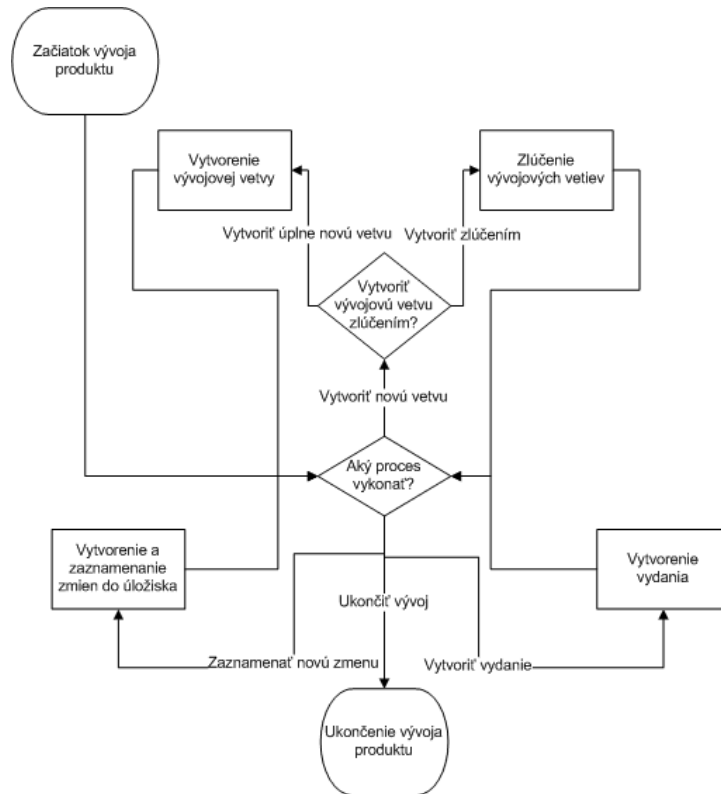 Začiatok vývoja
produktu
Vytvorenie
vývojovej vetvy
Zlúčenie
vývojových vetiev
Vytvoriť úplne novú vetvu
Vytvoriť zlúčením
Vytvoriť
vývojovú vetvu
zlúčením?
Vytvoriť novú vetvu
Aký proces
vykonať?
Vytvorenie a
zaznamenanie
zmien do úložiska
Vytvorenie
vydania
Ukončiť vývoj
Zaznamenať novú zmenu
Vytvoriť vydanie
Ukončenie vývoja
produktu